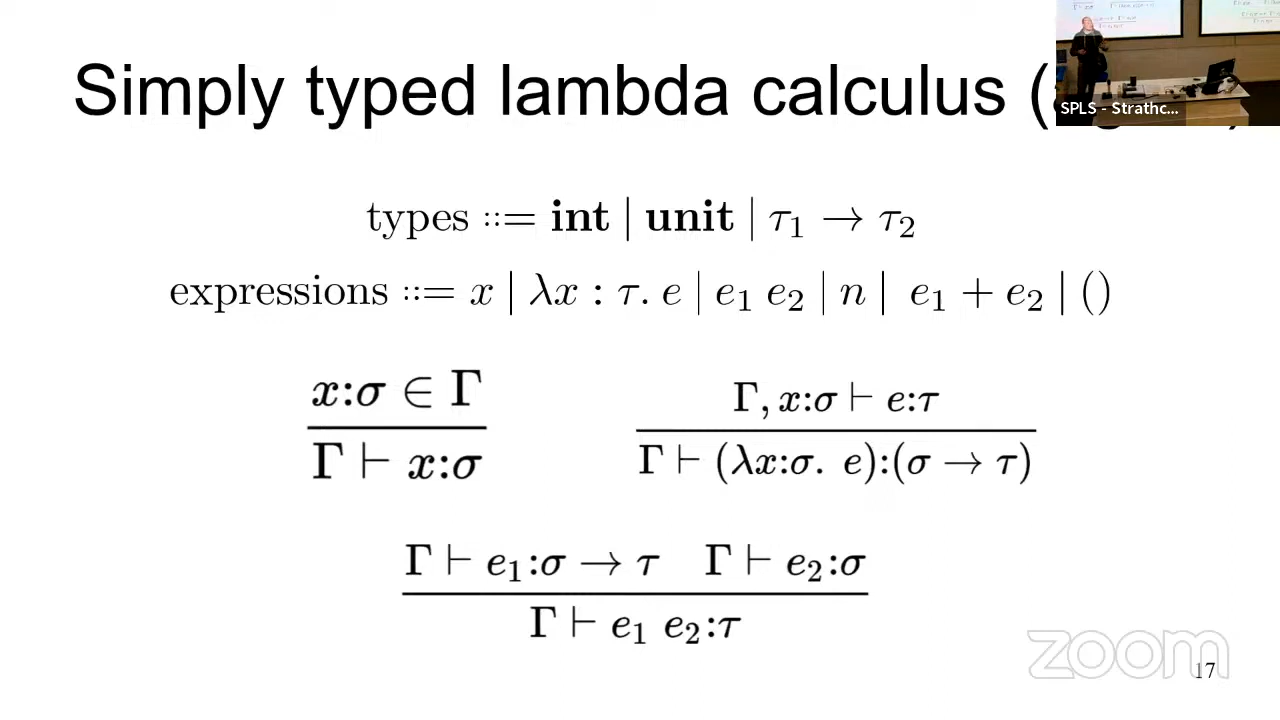 Simply typed lambda calculus (
SPLS - Strathc...
types ::= int | unit | τ₁ → τ₂
expressions ::= x | λx : τ. e | e₁ e₂ | n | e₁ + e₂ | ()
x:σ ∈ Γ
Γ ⊢ x:σ
Γ, x:σ ⊢ e:τ
Γ ⊢ (λx:σ. e):(σ → τ)
Γ ⊢ e₁:σ → τ Γ ⊢ e₂:σ
Γ ⊢ e₁ e₂:τ
zoom
17